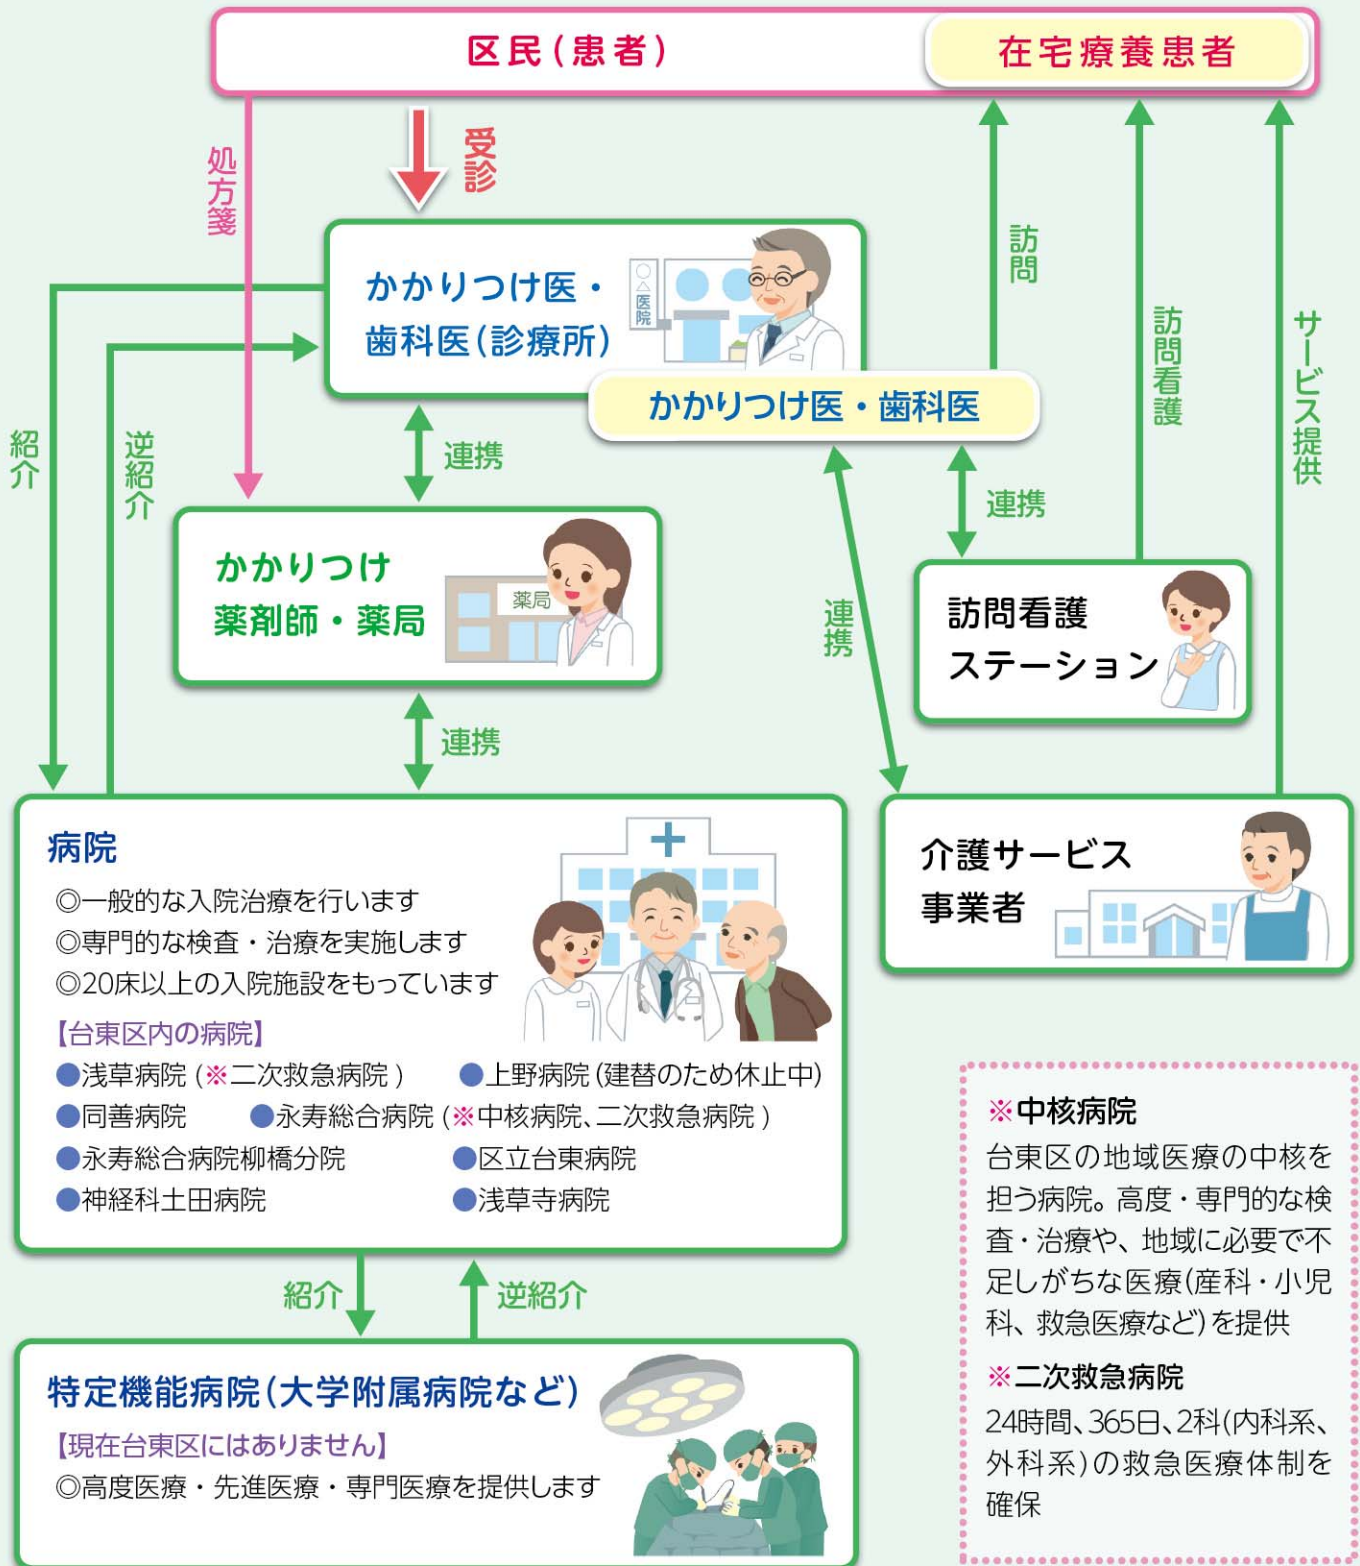 区民(患者)
在宅療養患者
処方箋
受診
訪問
訪問看護
サービス提供
かかりつけ医・
歯科医(診療所)
○△医院
かかりつけ医・歯科医
紹介
逆紹介
連携
連携
連携
かかりつけ
薬剤師・薬局
薬局
訪問看護
ステーション
連携
病院
◎一般的な入院治療を行います
◎専門的な検査・治療を実施します
◎20床以上の入院施設をもっています
【台東区内の病院】
●浅草病院(※二次救急病院) ●上野病院(建替のため休止中)
●同善病院 ●永寿総合病院(※中核病院、二次救急病院)
●永寿総合病院柳橋分院 ●区立台東病院
●神経科土田病院 ●浅草寺病院
介護サービス
事業者
紹介
逆紹介
特定機能病院(大学附属病院など)
【現在台東区にはありません】
◎高度医療・先進医療・専門医療を提供します
※中核病院
台東区の地域医療の中核を
担う病院。高度・専門的な検
査・治療や、地域に必要で不
足しがちな医療(産科・小児
科、救急医療など)を提供
※二次救急病院
24時間、365日、2科(内科系、
外科系)の救急医療体制を
確保